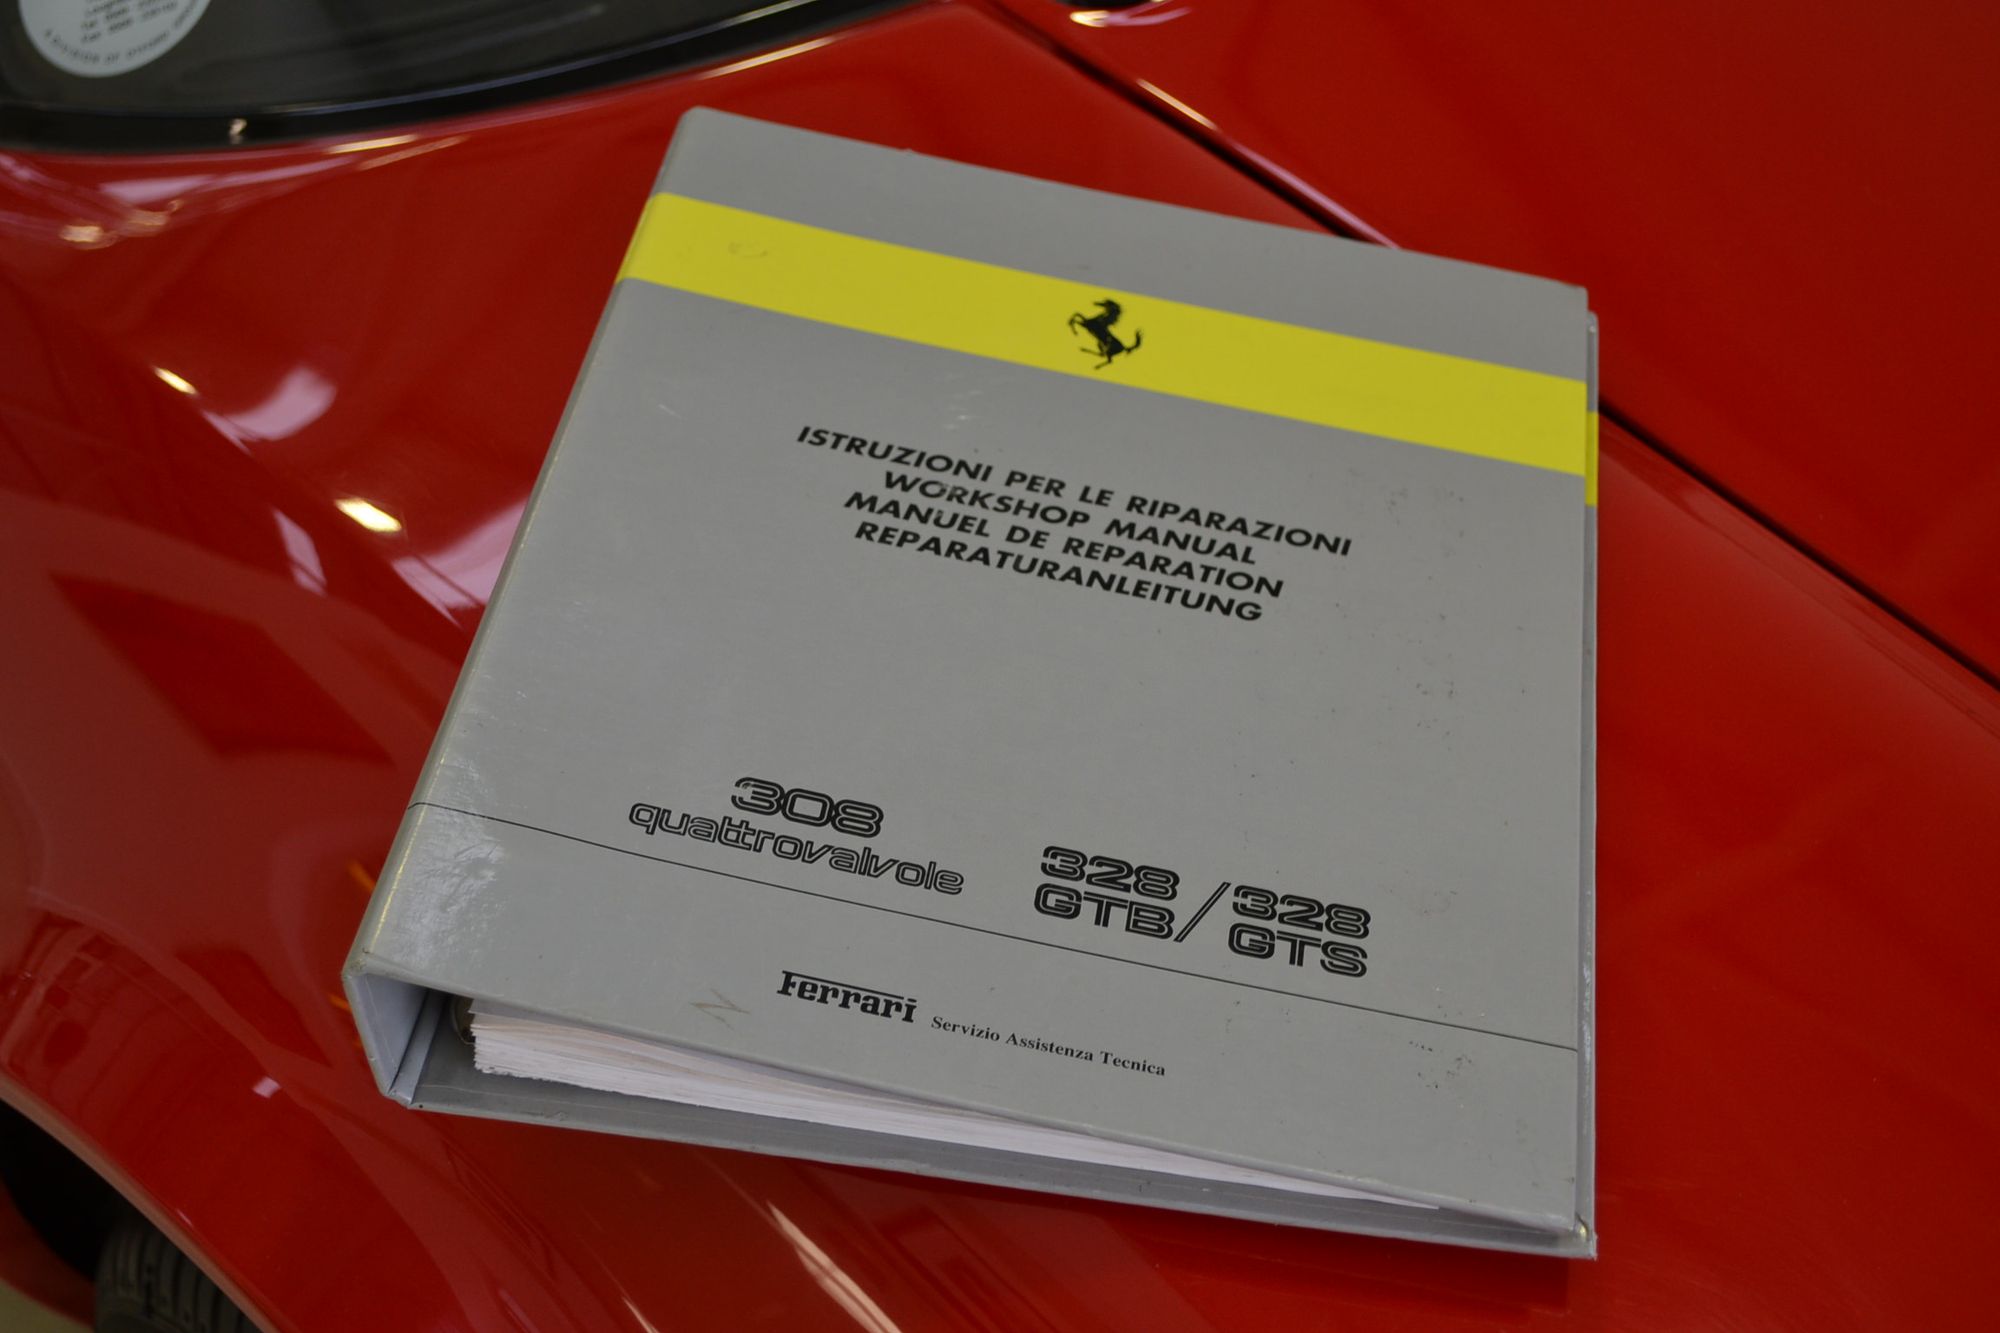 ISTRUZIONI PER LE RIPARAZIONI
WORKSHOP MANUAL
MANUEL DE REPARATION
REPARATURANLEITUNG
308
quattrovalvole
328 / 328
GTB / GTS
Ferrari Servizio Assistenza Tecnica